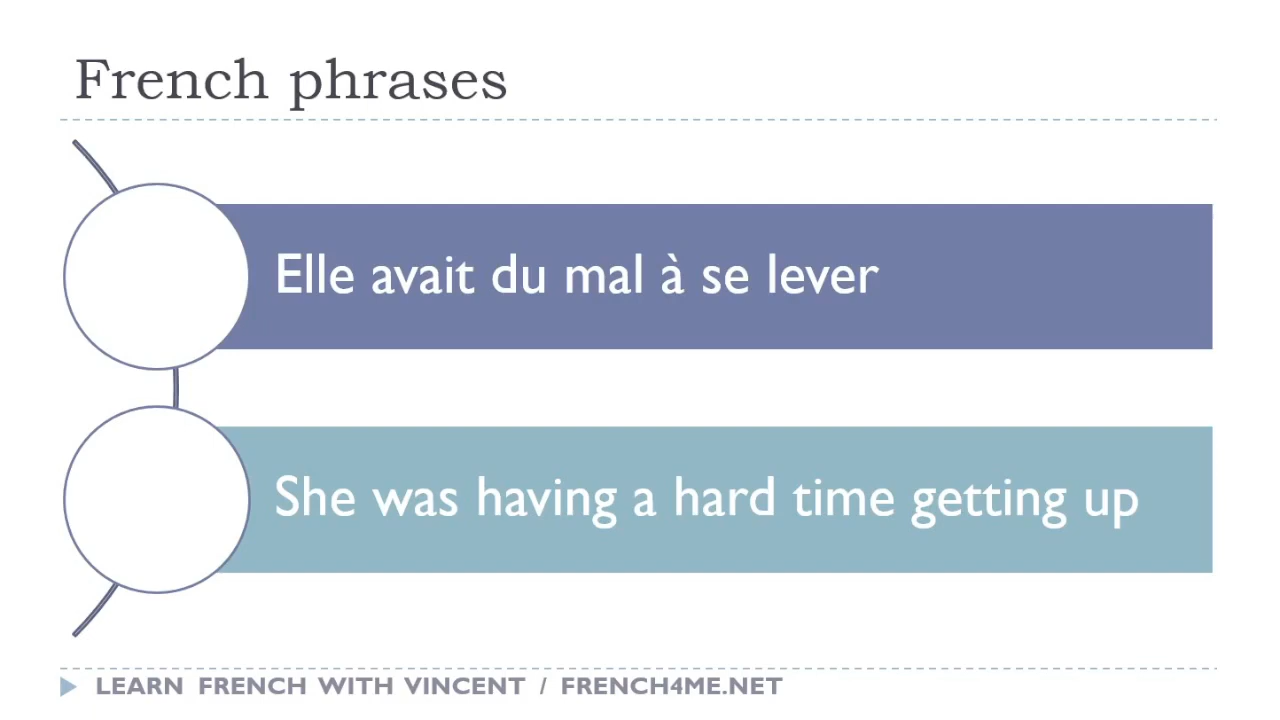 French phrases
Elle avait du mal à se lever
She was having a hard time getting up
LEARN FRENCH WITH VINCENT / FRENCH4ME.NET